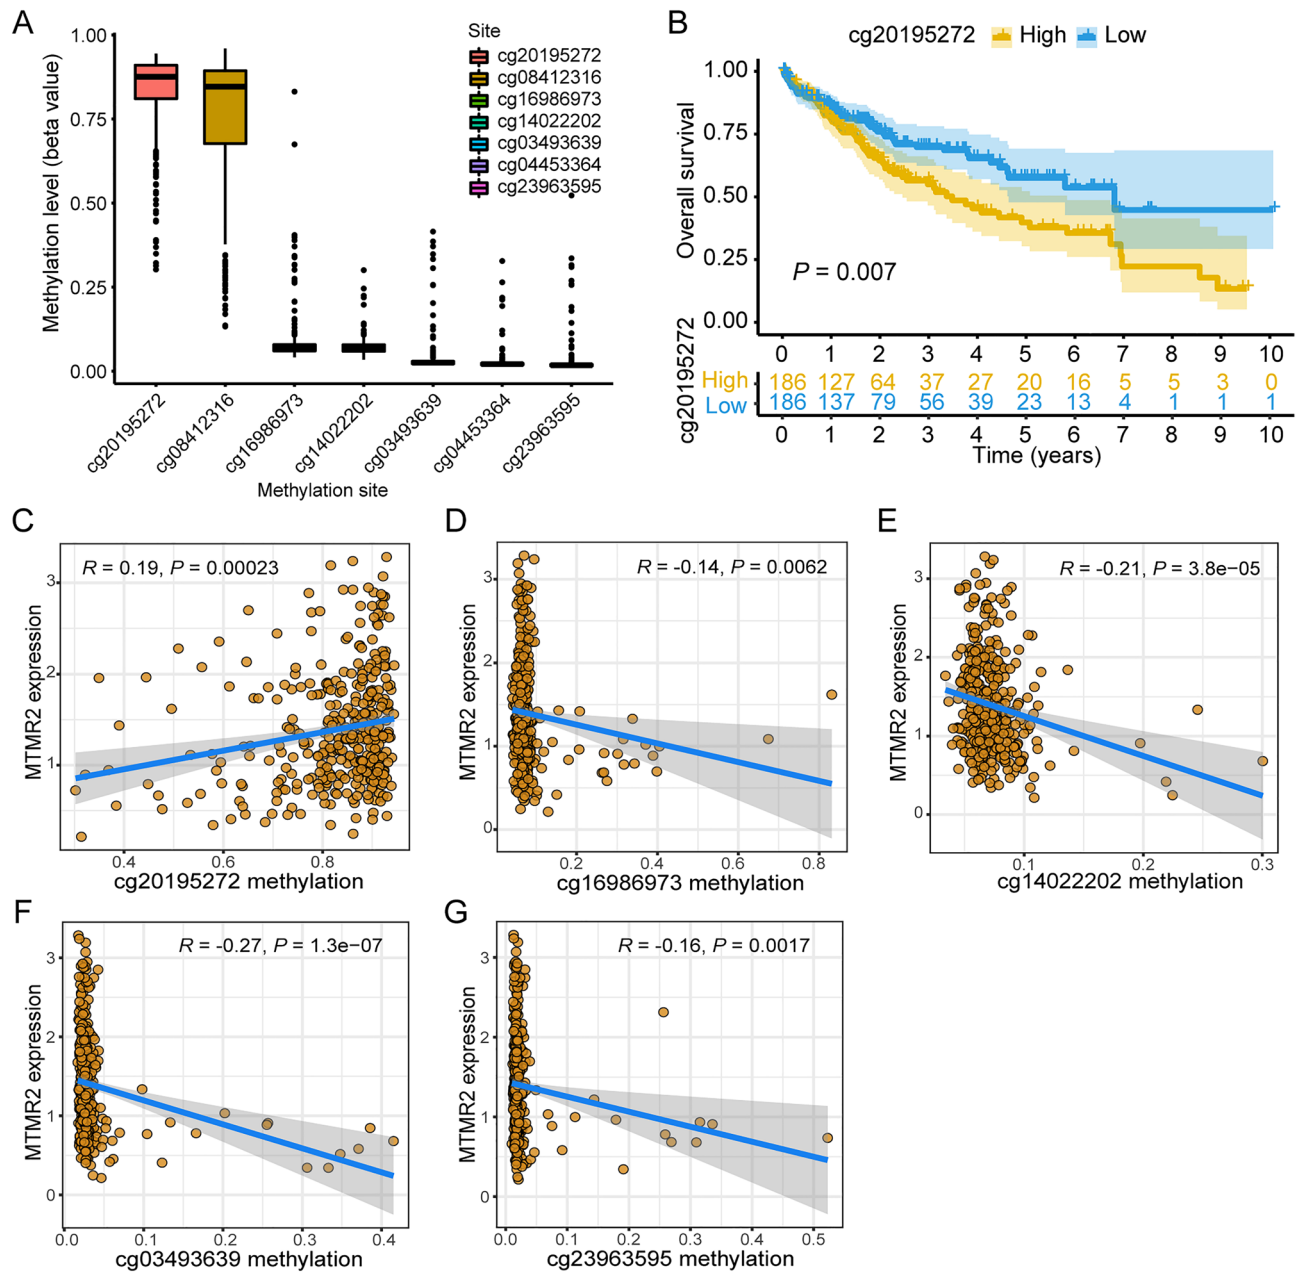 A
Methylation level (beta value)
1.00
0.75
0.50
0.25
0.00
Site
cg20195272
cg08412316
cg16986973
cg14022202
cg03493639
cg04453364
cg23963595
cg20195272
cg08412316
cg16986973
cg14022202
cg03493639
cg04453364
cg23963595
Methylation site
B
cg20195272 High Low
Overall survival
1.00
0.75
0.50
0.25
0.00
P = 0.007
0 1 2 3 4 5 6 7 8 9 10
cg20195272
High 186 127 64 37 27 20 16 5 5 3 0
Low 186 137 79 56 39 23 13 4 1 1 1
0 1 2 3 4 5 6 7 8 9 10
Time (years)
C
MTMR2 expression
R = 0.19, P = 0.00023
3
2
1
0.4 0.6 0.8
cg20195272 methylation
D
MTMR2 expression
R = -0.14, P = 0.0062
3
2
1
0
0.2 0.4 0.6 0.8
cg16986973 methylation
E
MTMR2 expression
R = -0.21, P = 3.8e−05
3
2
1
0
0.1 0.2 0.3
cg14022202 methylation
F
MTMR2 expression
R = -0.27, P = 1.3e−07
3
2
1
0
0.0 0.1 0.2 0.3 0.4
cg03493639 methylation
G
MTMR2 expression
R = -0.16, P = 0.0017
3
2
1
0
0.0 0.1 0.2 0.3 0.4 0.5
cg23963595 methylation